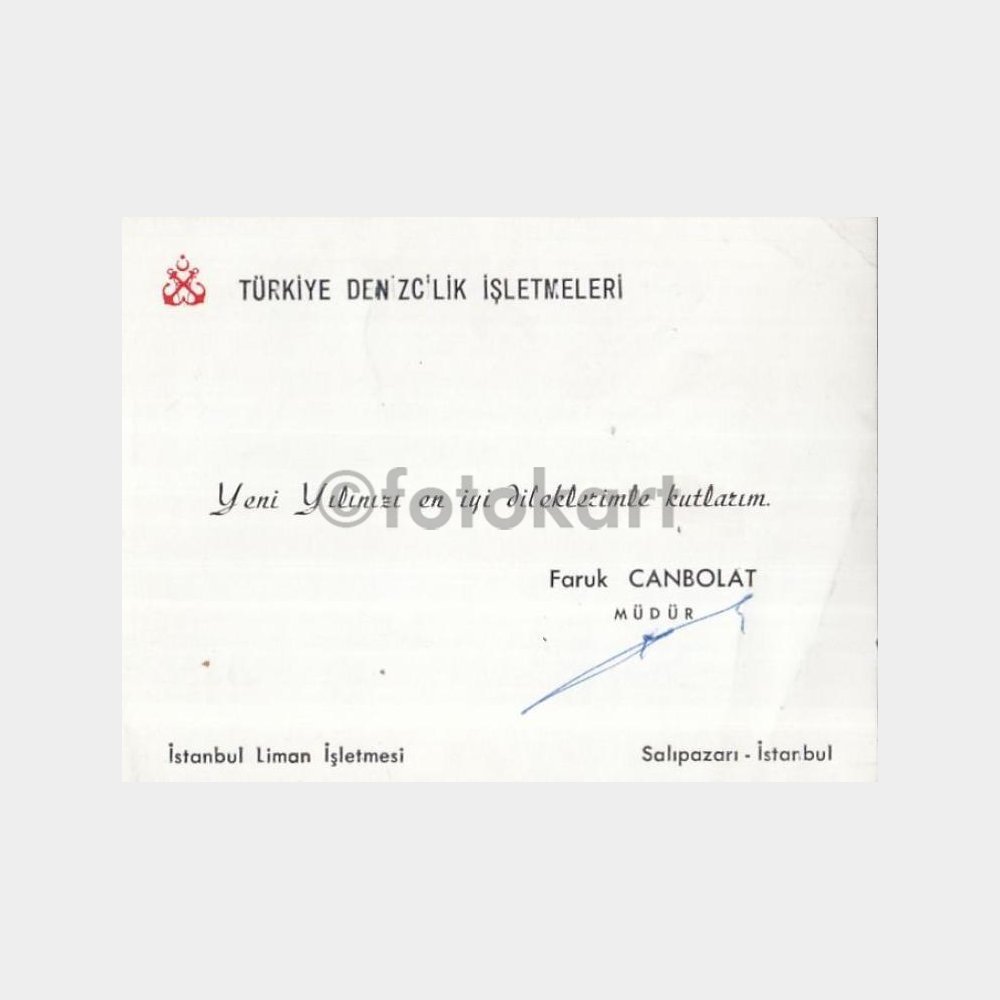 TÜRKİYE DENİZCİLİK İŞLETMELERİ
Yeni Yılınızı en iyi dileklerimle kutlarım.
©fotokart
Faruk CANBOLAT
MÜDÜR
İstanbul Liman İşletmesi
Salıpazarı - İstanbul